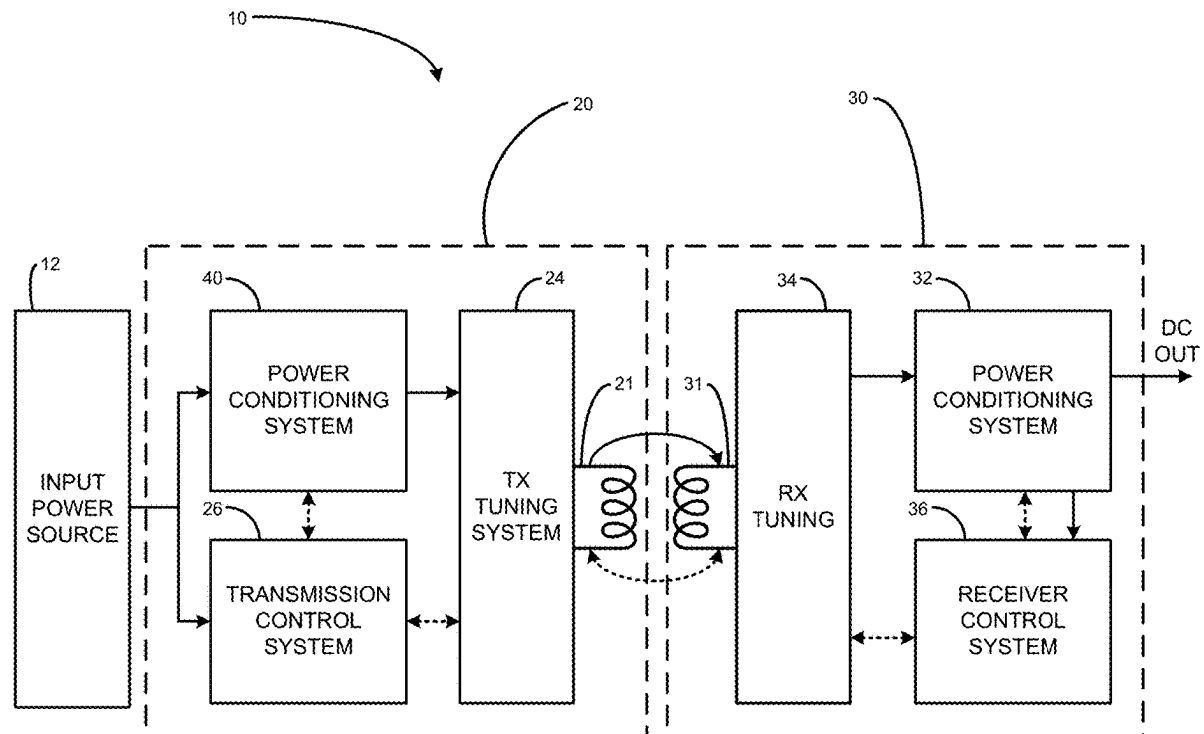 10
20
30
12
40
24
34
32
DC
OUT
POWER
CONDITIONING
SYSTEM
POWER
CONDITIONING
SYSTEM
21
31
INPUT
POWER
SOURCE
TX
TUNING
SYSTEM
RX
TUNING
26
36
TRANSMISSION
CONTROL
SYSTEM
RECEIVER
CONTROL
SYSTEM